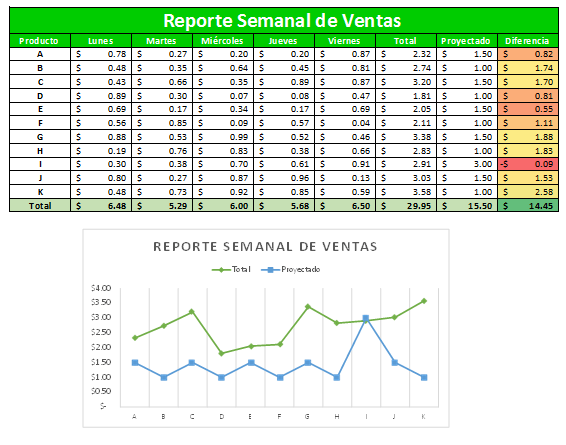 Reporte Semanal de Ventas
Producto Lunes Martes Miércoles Jueves Viernes Total Proyectado Diferencia
A $ 0.78 $ 0.27 $ 0.20 $ 0.20 $ 0.87 $ 2.32 $ 1.50 $ 0.82
B $ 0.48 $ 0.35 $ 0.64 $ 0.45 $ 0.81 $ 2.74 $ 1.00 $ 1.74
C $ 0.43 $ 0.66 $ 0.35 $ 0.89 $ 0.87 $ 3.20 $ 1.50 $ 1.70
D $ 0.89 $ 0.30 $ 0.07 $ 0.08 $ 0.47 $ 1.81 $ 1.00 $ 0.81
E $ 0.69 $ 0.17 $ 0.34 $ 0.17 $ 0.69 $ 2.05 $ 1.50 $ 0.55
F $ 0.56 $ 0.85 $ 0.09 $ 0.57 $ 0.04 $ 2.11 $ 1.00 $ 1.11
G $ 0.88 $ 0.53 $ 0.99 $ 0.52 $ 0.46 $ 3.38 $ 1.50 $ 1.88
H $ 0.19 $ 0.76 $ 0.83 $ 0.38 $ 0.66 $ 2.83 $ 1.00 $ 1.83
I $ 0.30 $ 0.38 $ 0.70 $ 0.61 $ 0.91 $ 2.91 $ 3.00 -$ 0.09
J $ 0.80 $ 0.27 $ 0.87 $ 0.96 $ 0.13 $ 3.03 $ 1.50 $ 1.53
K $ 0.48 $ 0.73 $ 0.92 $ 0.85 $ 0.59 $ 3.58 $ 1.00 $ 2.58
Total $ 6.48 $ 5.29 $ 6.00 $ 5.68 $ 6.50 $ 29.95 $ 15.50 $ 14.45
REPORTE SEMANAL DE VENTAS
Total Proyectado
$4.00
$3.50
$3.00
$2.50
$2.00
$1.50
$1.00
$0.50
$-
A B C D E F G H I J K